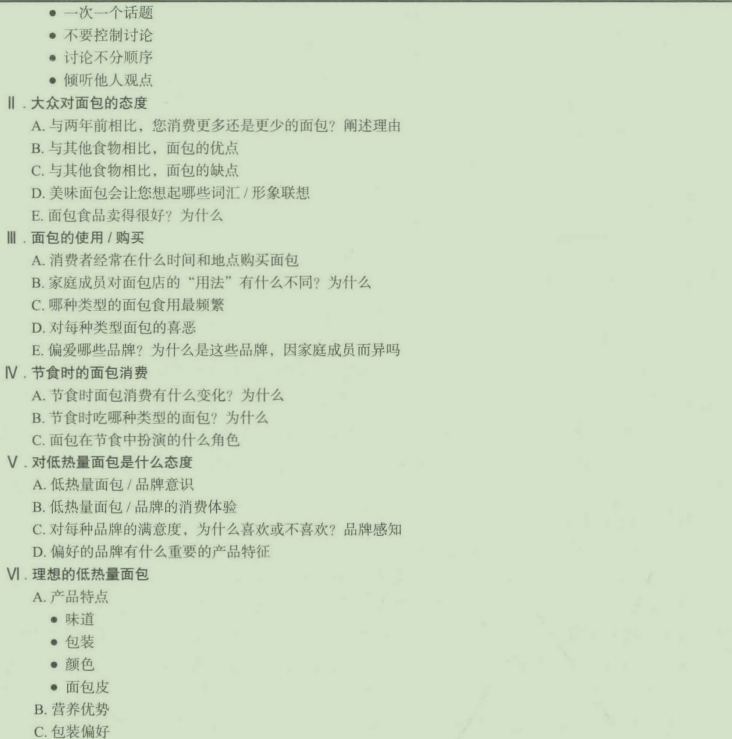 ● 一次一个话题
● 不要控制讨论
● 讨论不分顺序
● 倾听他人观点
Ⅱ．大众对面包的态度
A. 与两年前相比，您消费更多还是更少的面包？阐述理由
B. 与其他食物相比，面包的优点
C. 与其他食物相比，面包的缺点
D. 美味面包会让您想起哪些词汇 / 形象联想
E. 面包食品卖得很好？为什么
Ⅲ．面包的使用 / 购买
A. 消费者经常在什么时间和地点购买面包
B. 家庭成员对面包店的“用法”有什么不同？为什么
C. 哪种类型的面包食用最频繁
D. 对每种类型面包的喜恶
E. 偏爱哪些品牌？为什么是这些品牌，因家庭成员而异吗
Ⅳ．节食时的面包消费
A. 节食时面包消费有什么变化？为什么
B. 节食时吃哪种类型的面包？为什么
C. 面包在节食中扮演的什么角色
Ⅴ．对低热量面包是什么态度
A. 低热量面包 / 品牌意识
B. 低热量面包 / 品牌的消费体验
C. 对每种品牌的满意度，为什么喜欢或不喜欢？品牌感知
D. 偏好的品牌有什么重要的产品特征
Ⅵ．理想的低热量面包
A. 产品特点
● 味道
● 包装
● 颜色
● 面包皮
B. 营养优势
C. 包装偏好